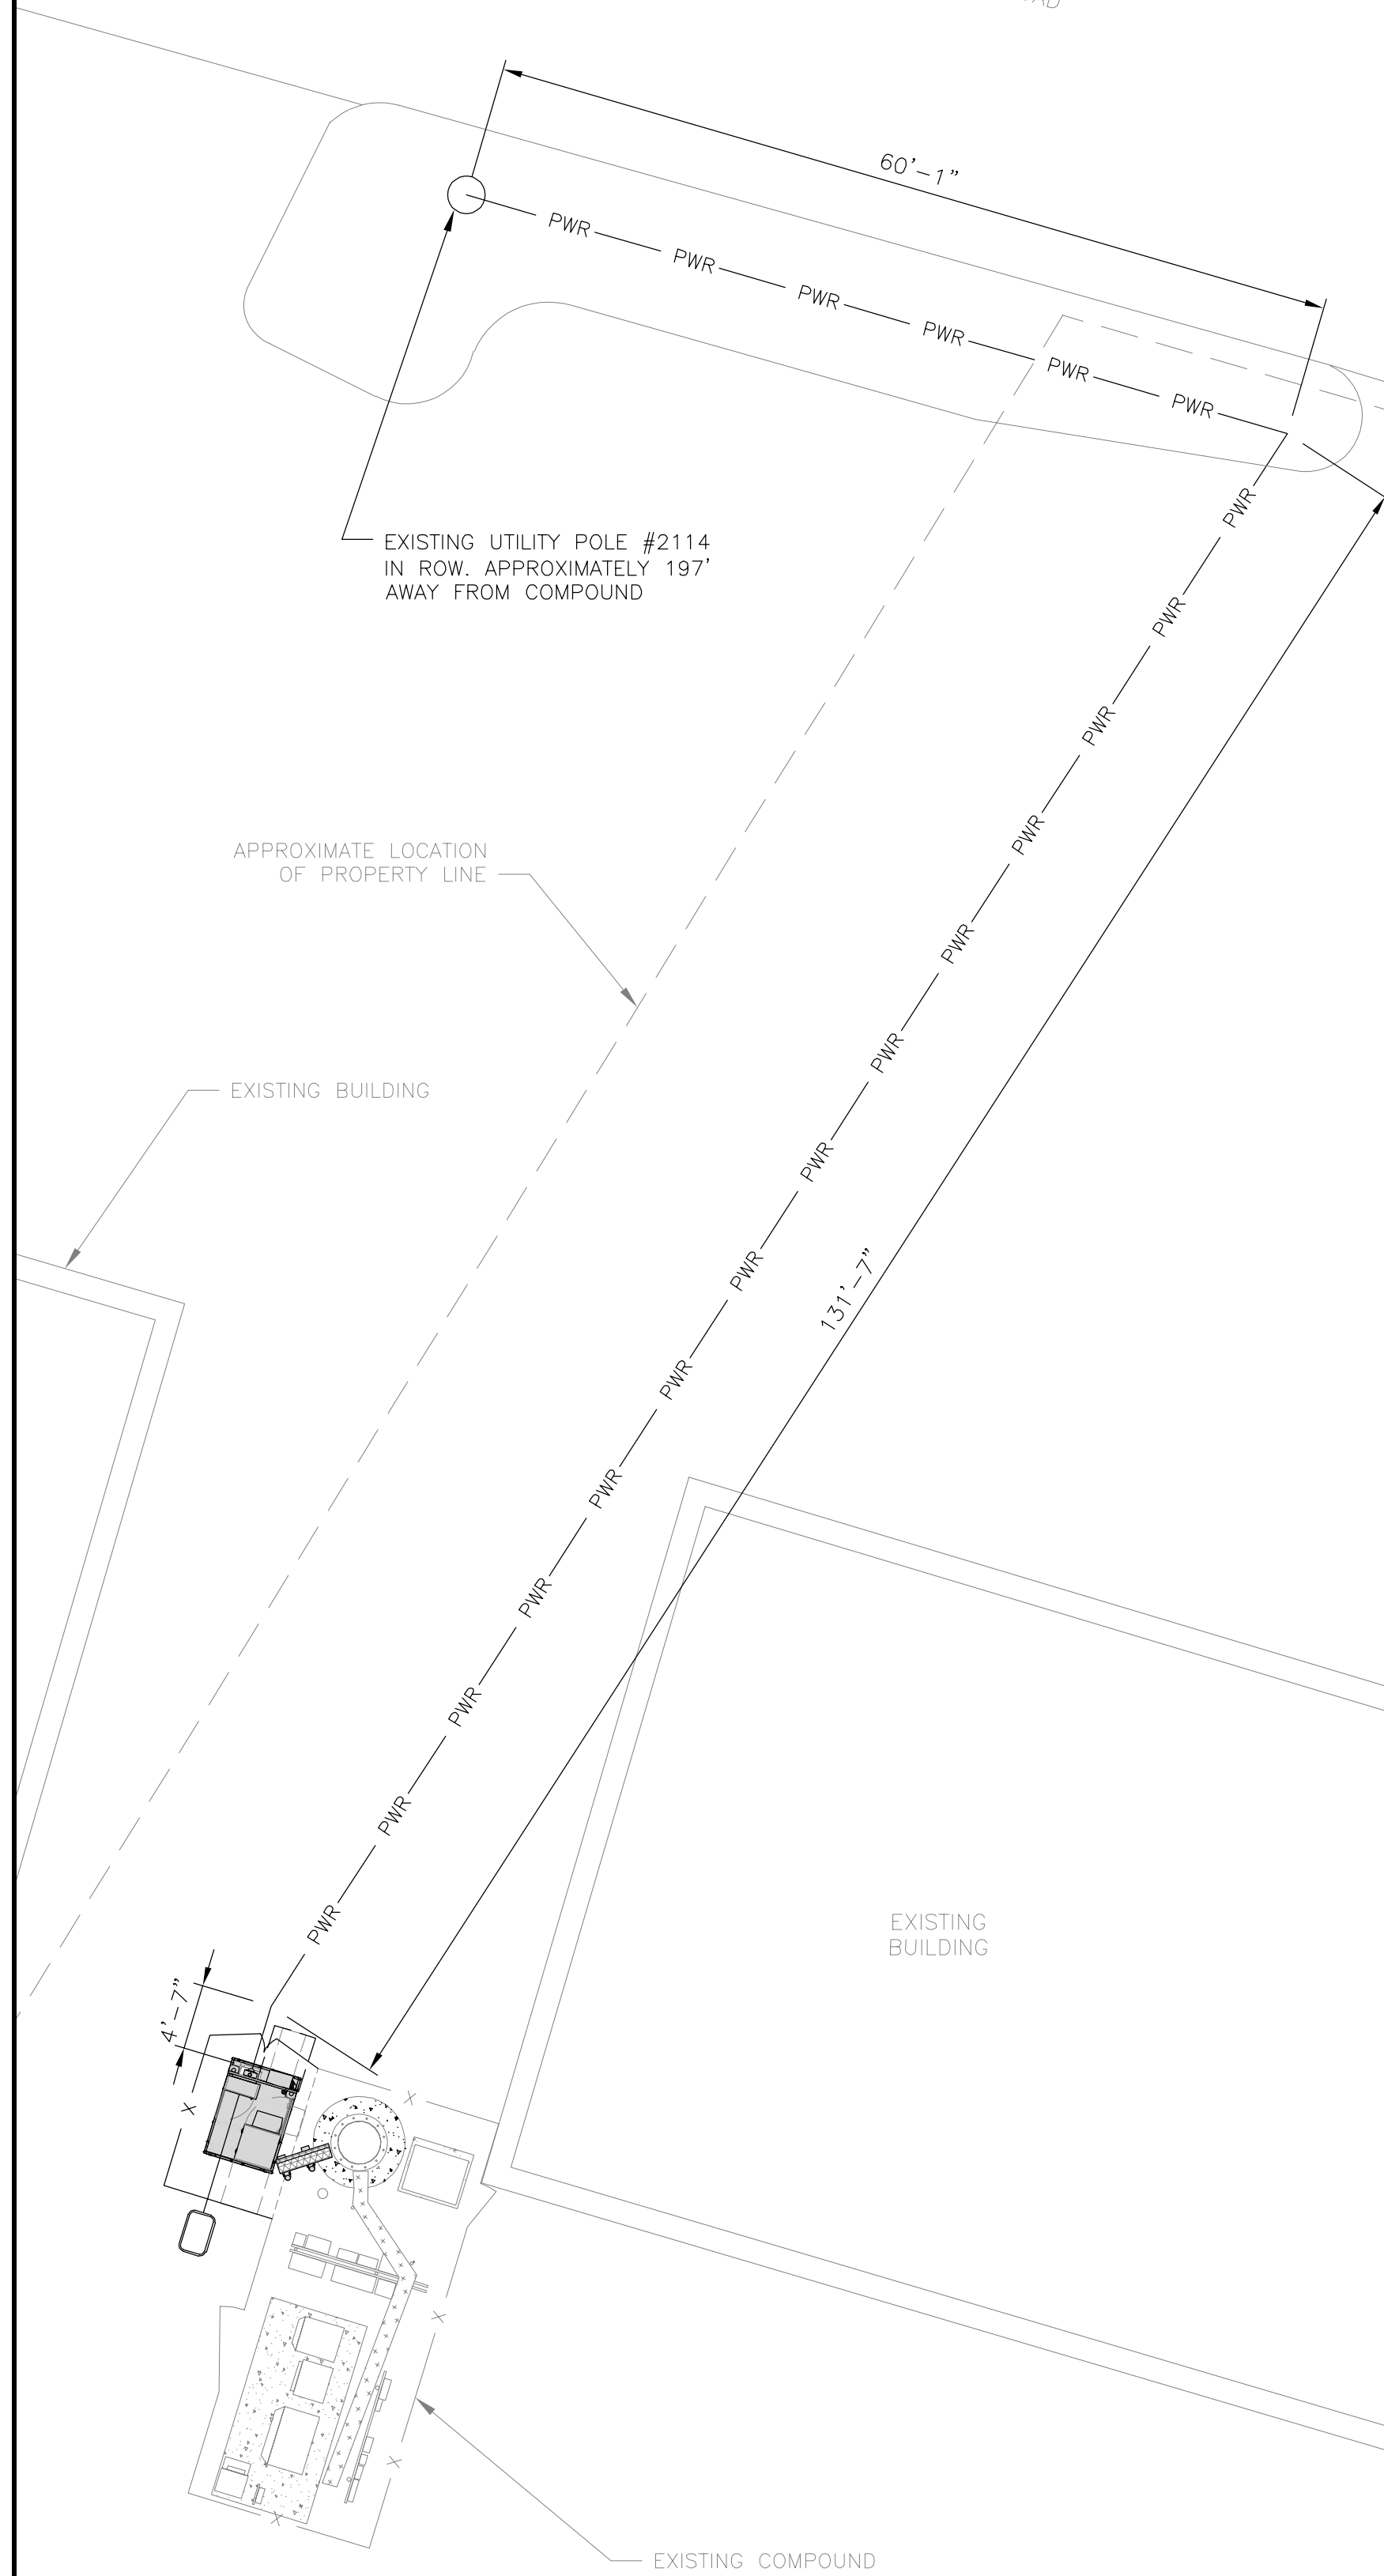 60'-1"
PWR PWR PWR PWR PWR PWR
PWR
EXISTING UTILITY POLE #2114
IN ROW. APPROXIMATELY 197'
AWAY FROM COMPOUND
PWR
PWR
PWR
APPROXIMATE LOCATION
OF PROPERTY LINE
PWR
PWR
EXISTING BUILDING
PWR
PWR
131'-7"
PWR
PWR
PWR
PWR
PWR
PWR
EXISTING
BUILDING
4'-7"
X
X
X
X
X
EXISTING COMPOUND